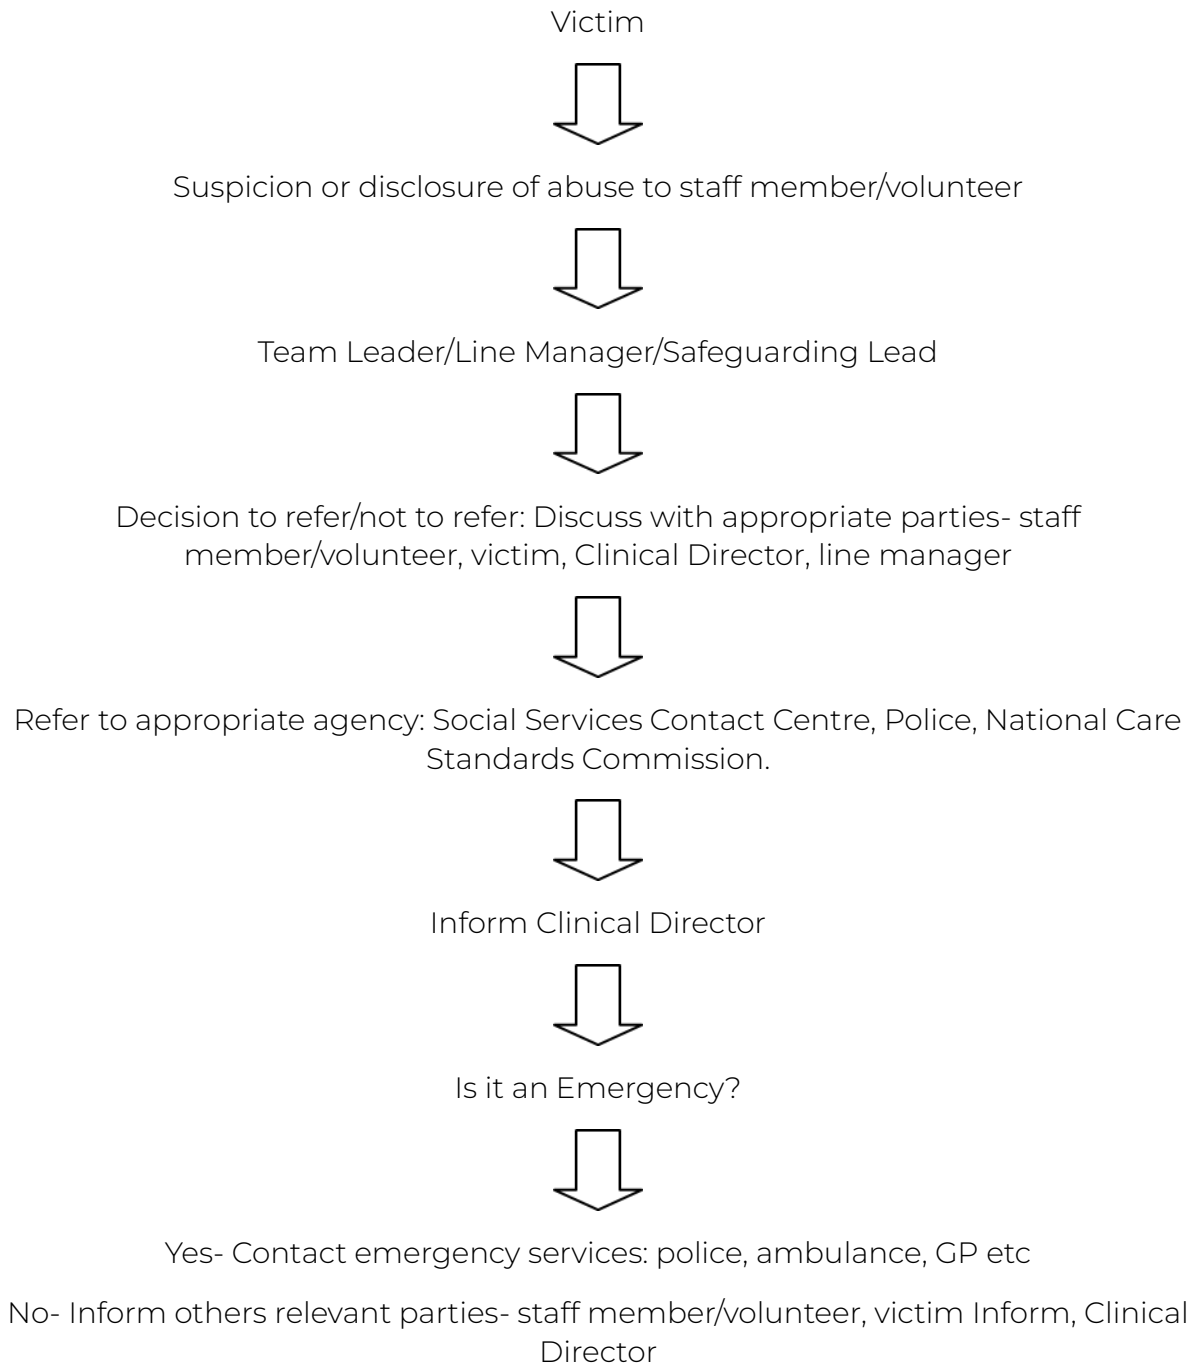 Victim
Suspicion or disclosure of abuse to staff member/volunteer
Team Leader/Line Manager/Safeguarding Lead
Decision to refer/not to refer: Discuss with appropriate parties- staff
member/volunteer, victim, Clinical Director, line manager
Refer to appropriate agency: Social Services Contact Centre, Police, National Care
Standards Commission.
Inform Clinical Director
Is it an Emergency?
Yes- Contact emergency services: police, ambulance, GP etc
No- Inform others relevant parties- staff member/volunteer, victim Inform, Clinical
Director